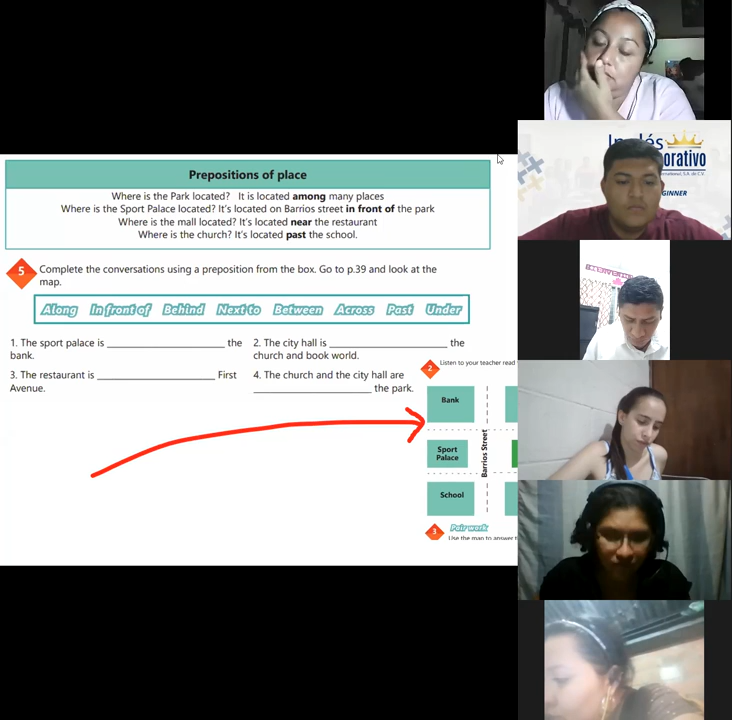 Prepositions of place
Where is the Park located? It is located among many places
Where is the Sport Palace located? It's located on Barrios street in front of the park
Where is the mall located? It's located near the restaurant
Where is the church? It's located past the school.
5 Complete the conversations using a preposition from the box. Go to p.39 and look at the
map.
Along In front of Behind Next to Between Across Past Under
1. The sport palace is ________________________ the
bank.
2. The city hall is ________________________ the
church and book world.
3. The restaurant is ________________________ First
Avenue.
4. The church and the city hall are
________________________ the park.
2 Listen to your teacher read
Bank
Sport
Palace
Barrios Street
School
3 Pair work
Use the map to answer t
Inglés
orativo
GINNER